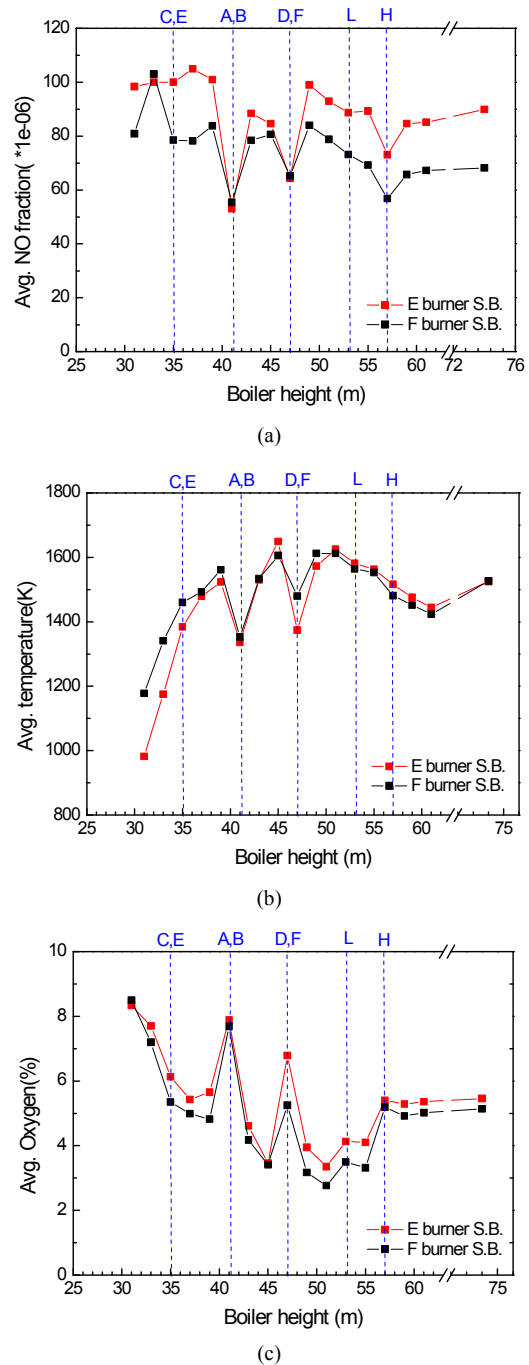 C,E A,B D,F L H
120
100
80
60
40
20
0
Avg. NO fraction( *1e-06)
E burner S.B.
F burner S.B.
25 30 35 40 45 50 55 60 72 76
Boiler height (m)
(a)
C,E A,B D,F L H
1800
1600
1400
1200
1000
800
Avg. temperature(K)
E burner S.B.
F burner S.B.
25 30 35 40 45 50 55 60 75
Boiler height (m)
(b)
C,E A,B D,F L H
10
8
6
4
2
0
Avg. Oxygen(%)
E burner S.B.
F burner S.B.
25 30 35 40 45 50 55 60 75
Boiler height (m)
(c)